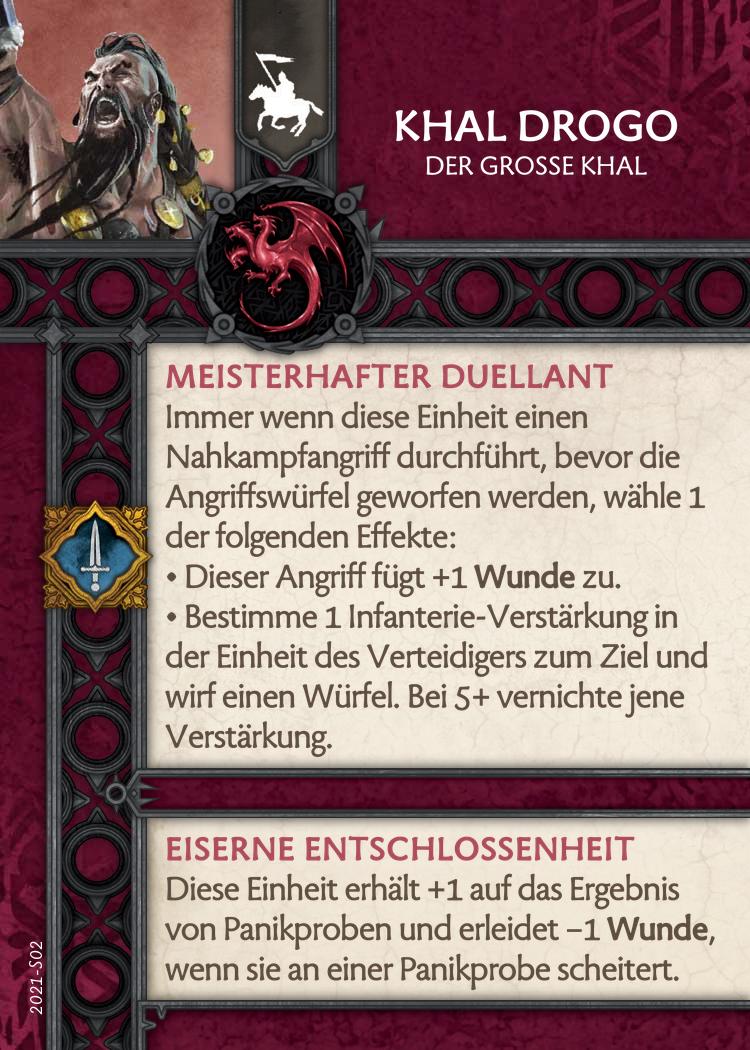 KHAL DROGO
DER GROSSE KHAL
MEISTERHAFTER DUELLANT
Immer wenn diese Einheit einen
Nahkampfangriff durchführt, bevor die
Angriffswürfel geworfen werden, wähle 1
der folgenden Effekte:
• Dieser Angriff fügt +1 Wunde zu.
• Bestimme 1 Infanterie-Verstärkung in
der Einheit des Verteidigers zum Ziel und
wirf einen Würfel. Bei 5+ vernichte jene
Verstärkung.
EISERNE ENTSCHLOSSENHEIT
Diese Einheit erhält +1 auf das Ergebnis
von Panikproben und erleidet −1 Wunde,
wenn sie an einer Panikprobe scheitert.
2021-S02